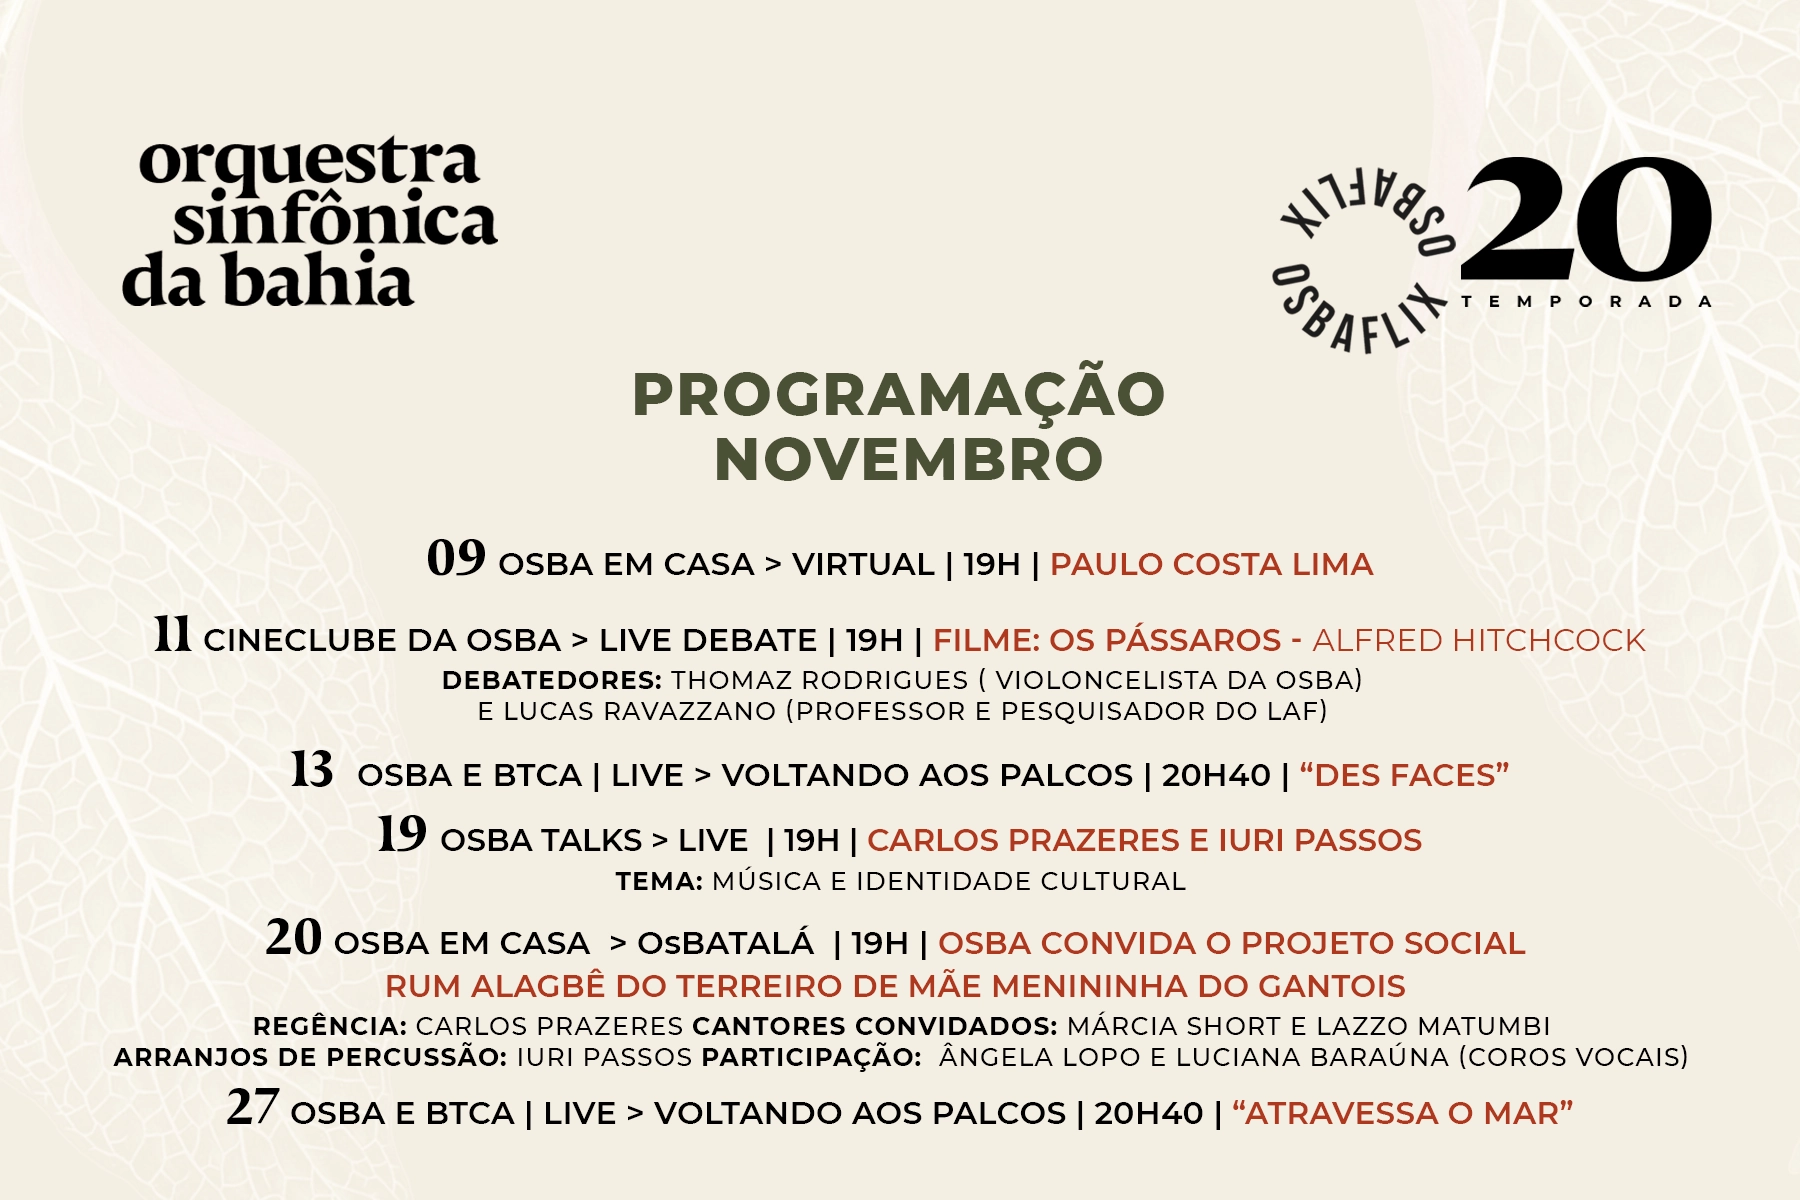 orquestra
sinfônica
da bahia
OSBAFLIX OSBAFLIX
20
TEMPORADA
PROGRAMAÇÃO
NOVEMBRO
09 OSBA EM CASA > VIRTUAL | 19H | PAULO COSTA LIMA
11 CINECLUBE DA OSBA > LIVE DEBATE | 19H | FILME: OS PÁSSAROS - ALFRED HITCHCOCK
DEBATEDORES: THOMAZ RODRIGUES ( VIOLONCELISTA DA OSBA)
E LUCAS RAVAZZANO (PROFESSOR E PESQUISADOR DO LAF)
13 OSBA E BTCA | LIVE > VOLTANDO AOS PALCOS | 20H40 | “DES FACES”
19 OSBA TALKS > LIVE | 19H | CARLOS PRAZERES E IURI PASSOS
TEMA: MÚSICA E IDENTIDADE CULTURAL
20 OSBA EM CASA > OsBATALÁ | 19H | OSBA CONVIDA O PROJETO SOCIAL
RUM ALAGBÊ DO TERREIRO DE MÃE MENININHA DO GANTOIS
REGÊNCIA: CARLOS PRAZERES CANTORES CONVIDADOS: MÁRCIA SHORT E LAZZO MATUMBI
ARRANJOS DE PERCUSSÃO: IURI PASSOS PARTICIPAÇÃO: ÂNGELA LOPO E LUCIANA BARAÚNA (COROS VOCAIS)
27 OSBA E BTCA | LIVE > VOLTANDO AOS PALCOS | 20H40 | “ATRAVESSA O MAR”